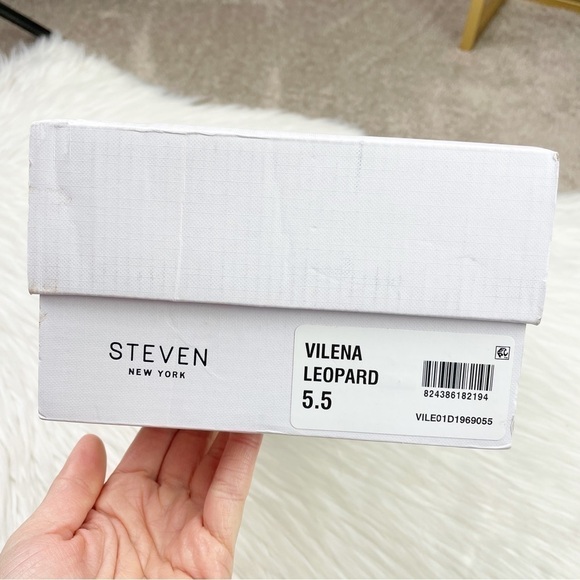 STEVEN
NEW YORK
VILENA
LEOPARD
5.5
824386182194
VILE01D1969055